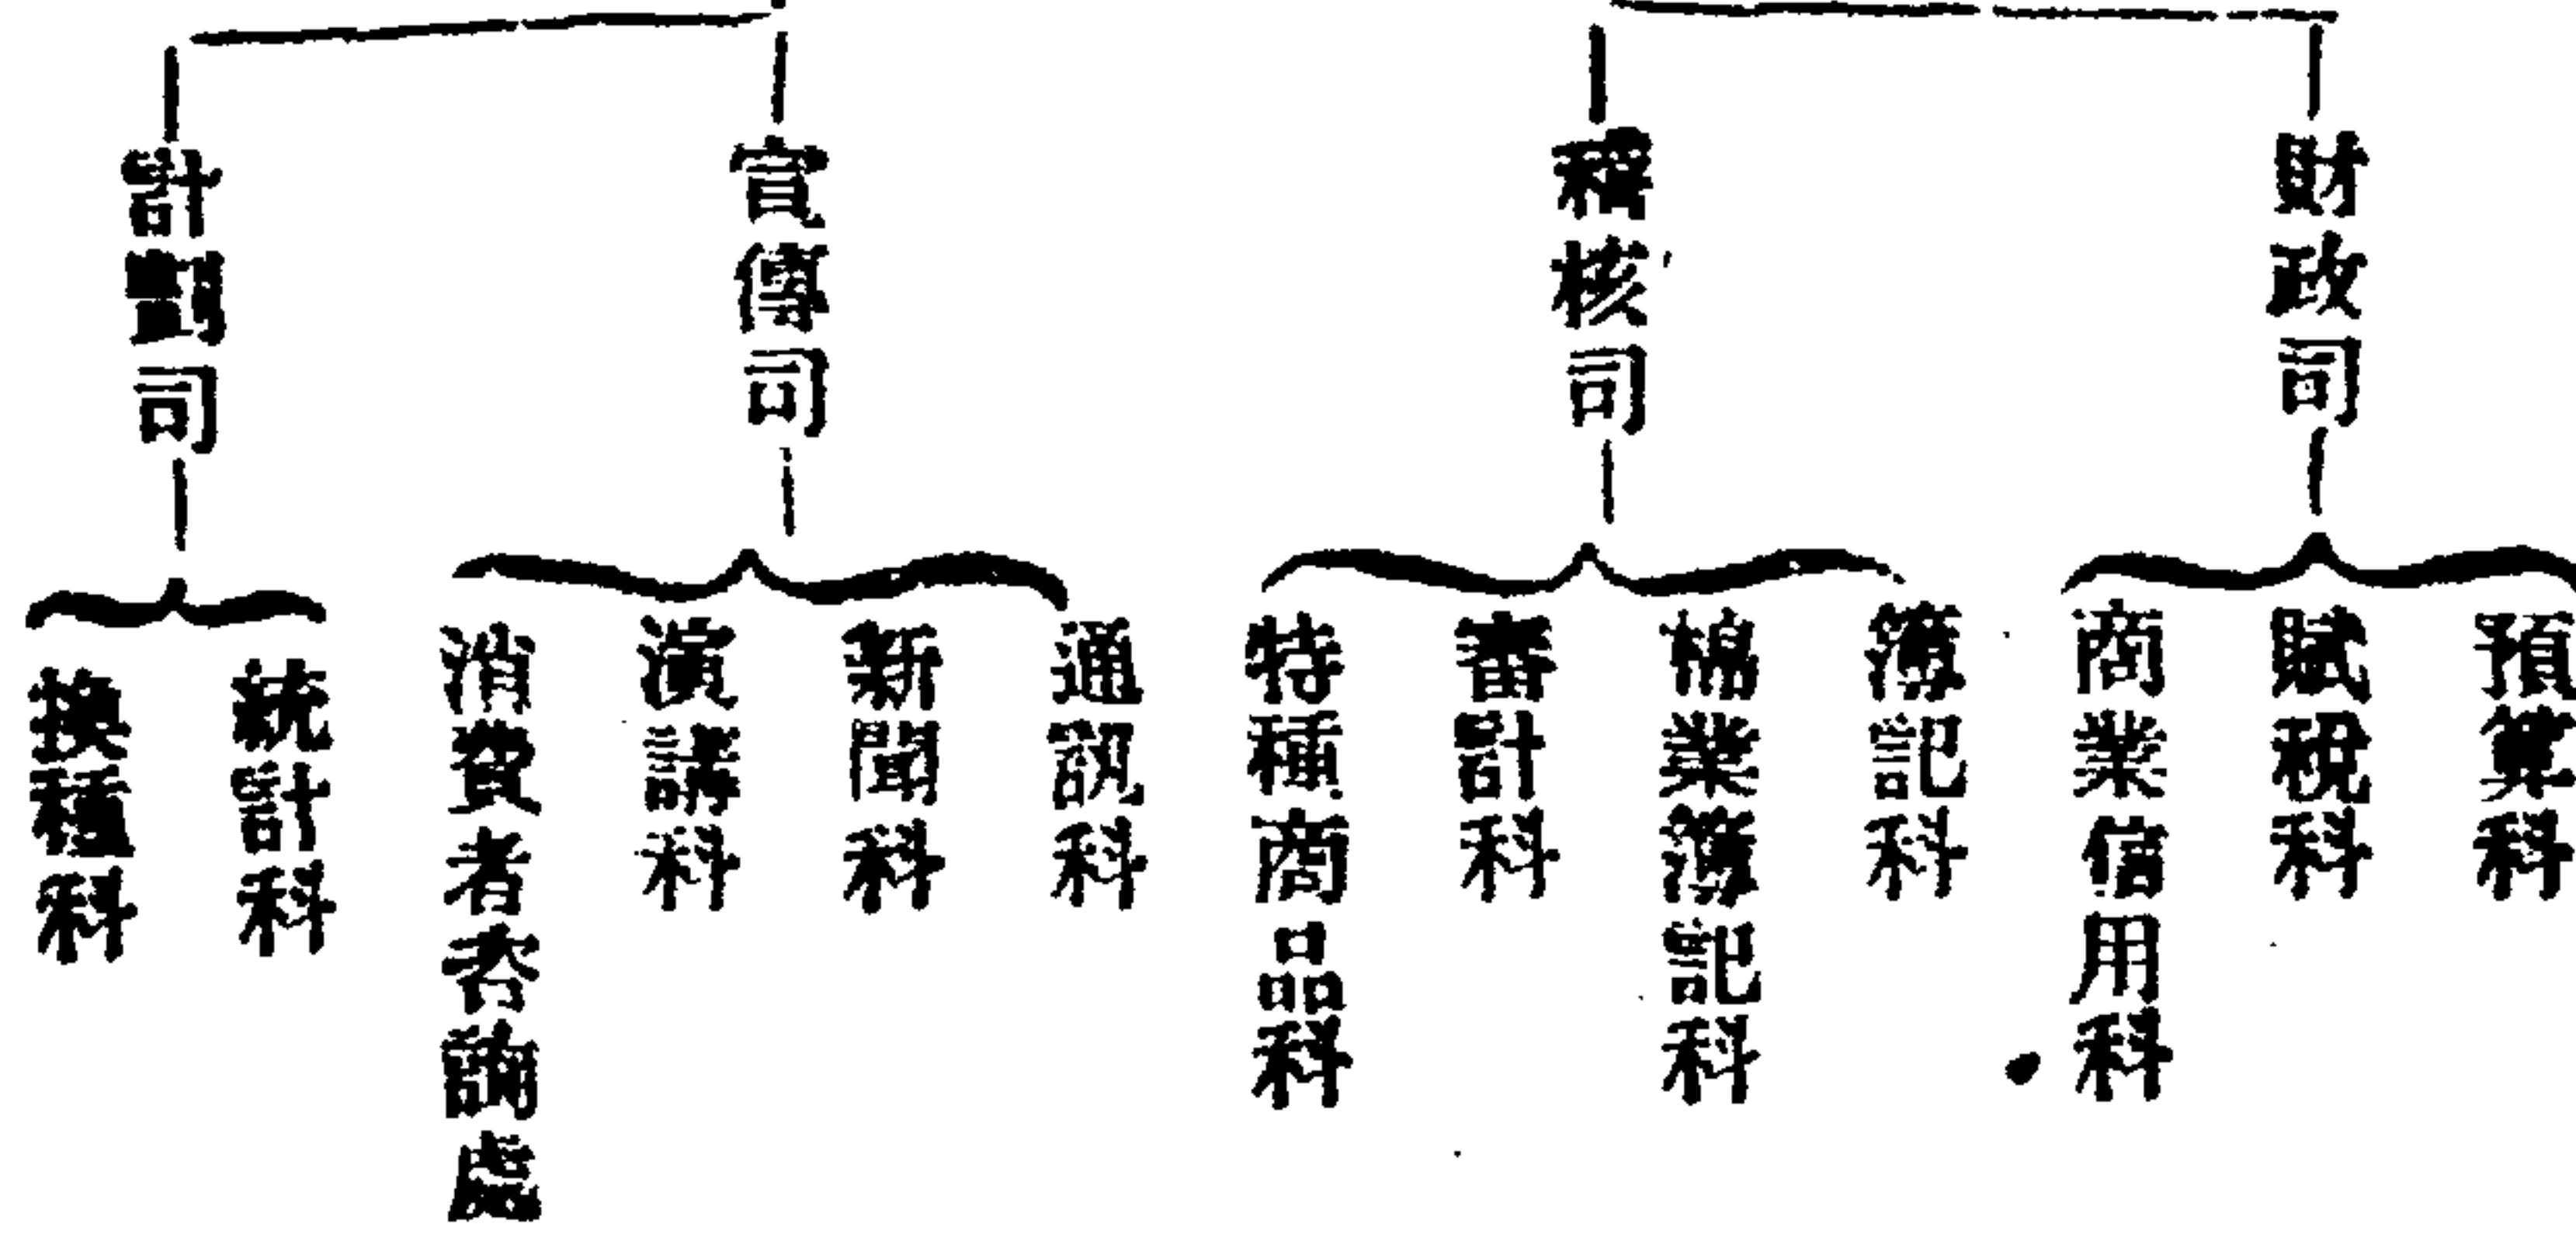 財政司
預算科
賦稅科
商業信用科
稽核司
簿記科
棉業簿記科
審計科
特種商品科
宣傳司
通訊科
新聞科
演講科
消費者咨詢處
計劃司
統計科
換種科